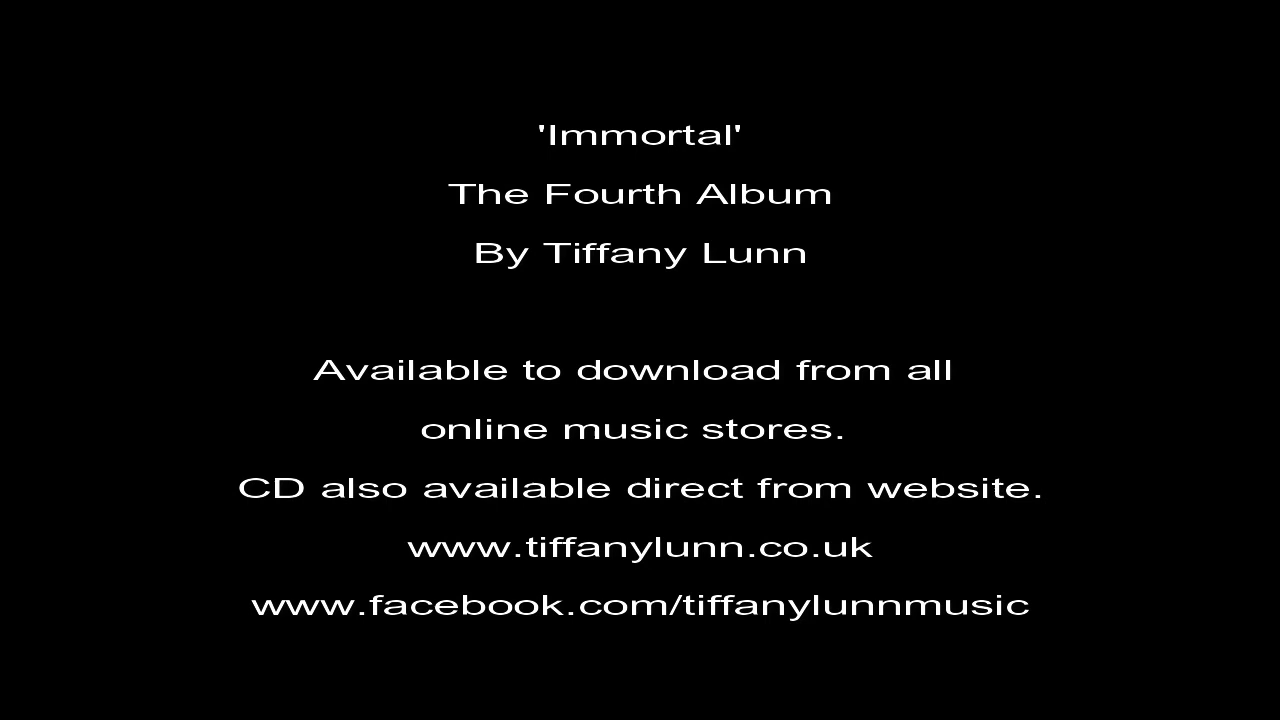 'Immortal'
The Fourth Album
By Tiffany Lunn
Available to download from all
online music stores.
CD also available direct from website.
www.tiffanylunn.co.uk
www.facebook.com/tiffanylunnmusic